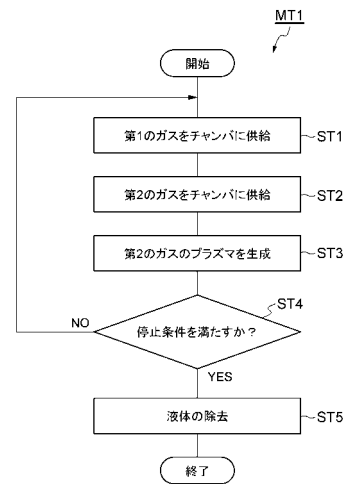 MT1
開始
第1のガスをチャンバに供給
ST1
第2のガスをチャンバに供給
ST2
第2のガスのプラズマを生成
ST3
ST4
停止条件を満たすか？
NO
YES
液体の除去
ST5
終了